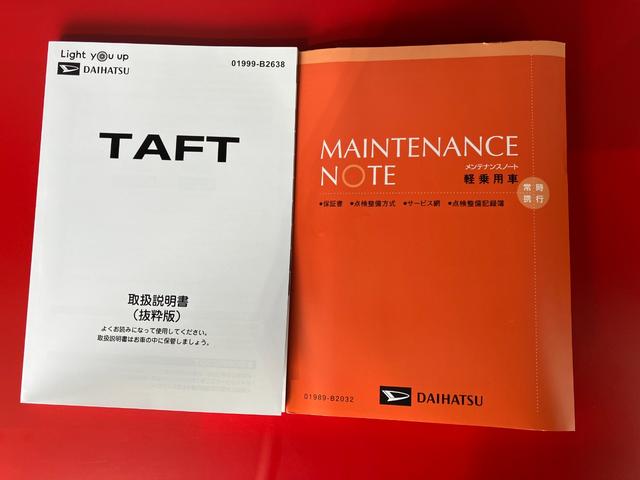 Light you up
DAIHATSU
01999-B2638
TAFT
取扱説明書
(抜粋版)
よくお読みになって使用してください。
取扱説明書はお車の中に保管しましょう。
MAINTENANCE
NOTE
メンテナンスノート
軽乗用車
常時
携行
●保証書 ●点検整備方式 ●サービス網 ●点検整備記録簿
01989-B2032
DAIHATSU